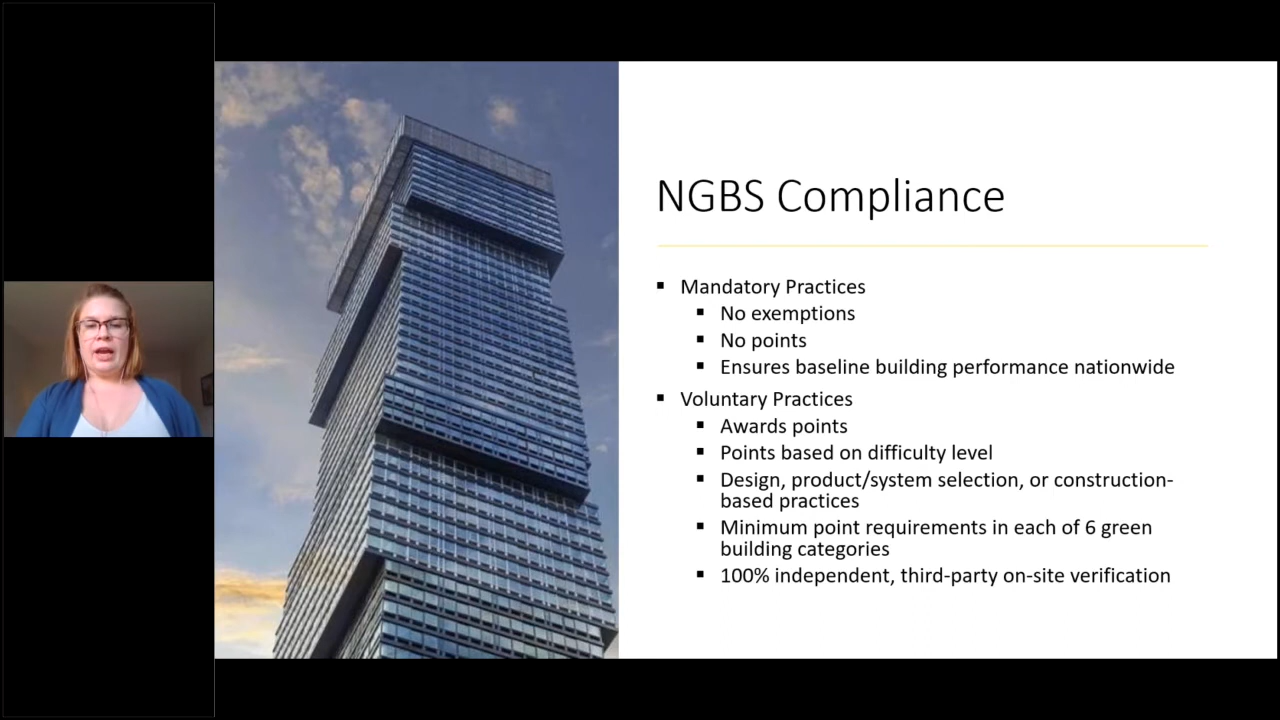 NGBS Compliance
▪ Mandatory Practices
▪ No exemptions
▪ No points
▪ Ensures baseline building performance nationwide
▪ Voluntary Practices
▪ Awards points
▪ Points based on difficulty level
▪ Design, product/system selection, or construction-
based practices
▪ Minimum point requirements in each of 6 green
building categories
▪ 100% independent, third-party on-site verification